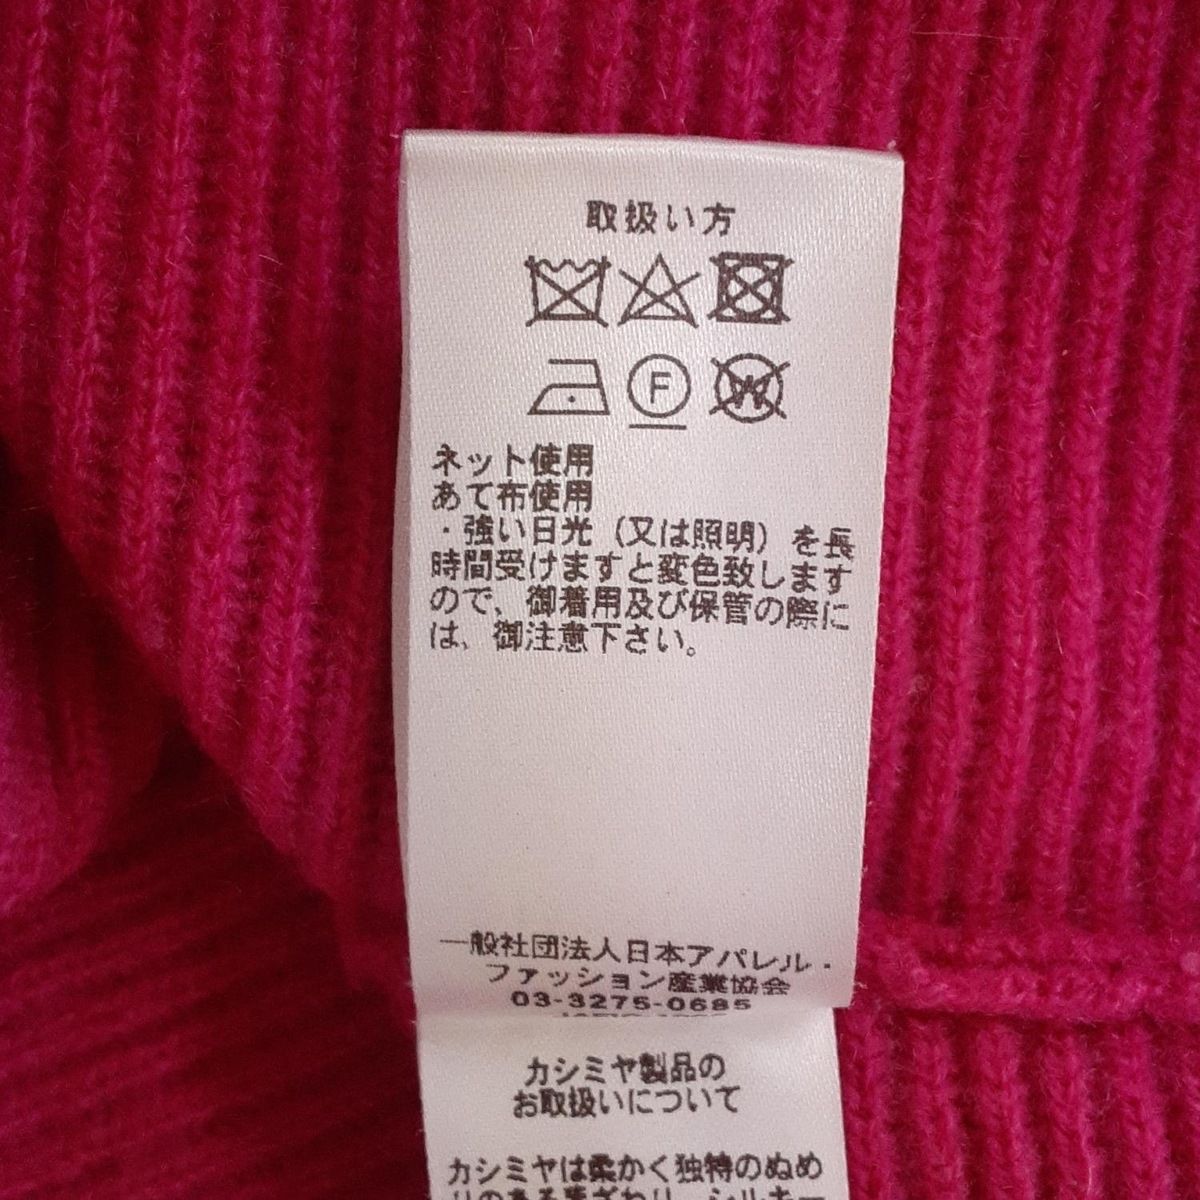 取扱い方
F W
ネット使用
あて布使用
・強い日光（又は照明）を長
時間受けますと変色致します
ので、御着用及び保管の際に
は、御注意下さい。
一般社団法人日本アパレル・
ファッション産業協会
03-3275-0685
カシミヤ製品の
お取扱いについて
カシミヤは柔かく独特のぬめ